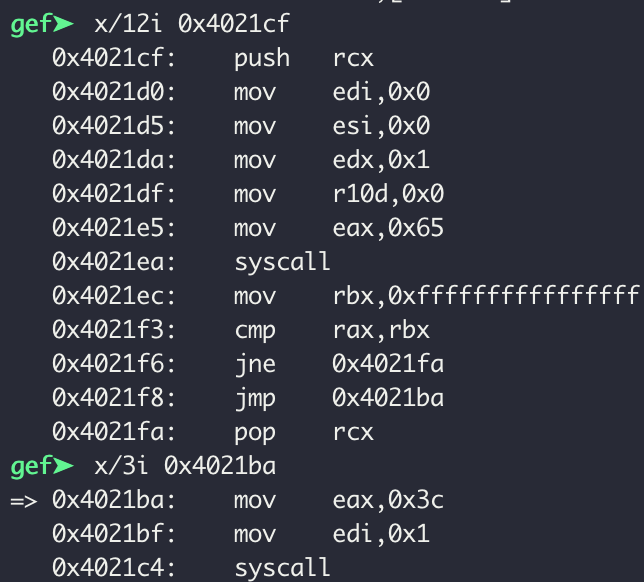 gef➤  x/12i 0x4021cf
   0x4021cf:    push   rcx
   0x4021d0:    mov    edi,0x0
   0x4021d5:    mov    esi,0x0
   0x4021da:    mov    edx,0x1
   0x4021df:    mov    r10d,0x0
   0x4021e5:    mov    eax,0x65
   0x4021ea:    syscall
   0x4021ec:    mov    rbx,0xffffffffffffffff
   0x4021f3:    cmp    rax,rbx
   0x4021f6:    jne    0x4021fa
   0x4021f8:    jmp    0x4021ba
   0x4021fa:    pop    rcx
gef➤  x/3i 0x4021ba
=> 0x4021ba:    mov    eax,0x3c
   0x4021bf:    mov    edi,0x1
   0x4021c4:    syscall